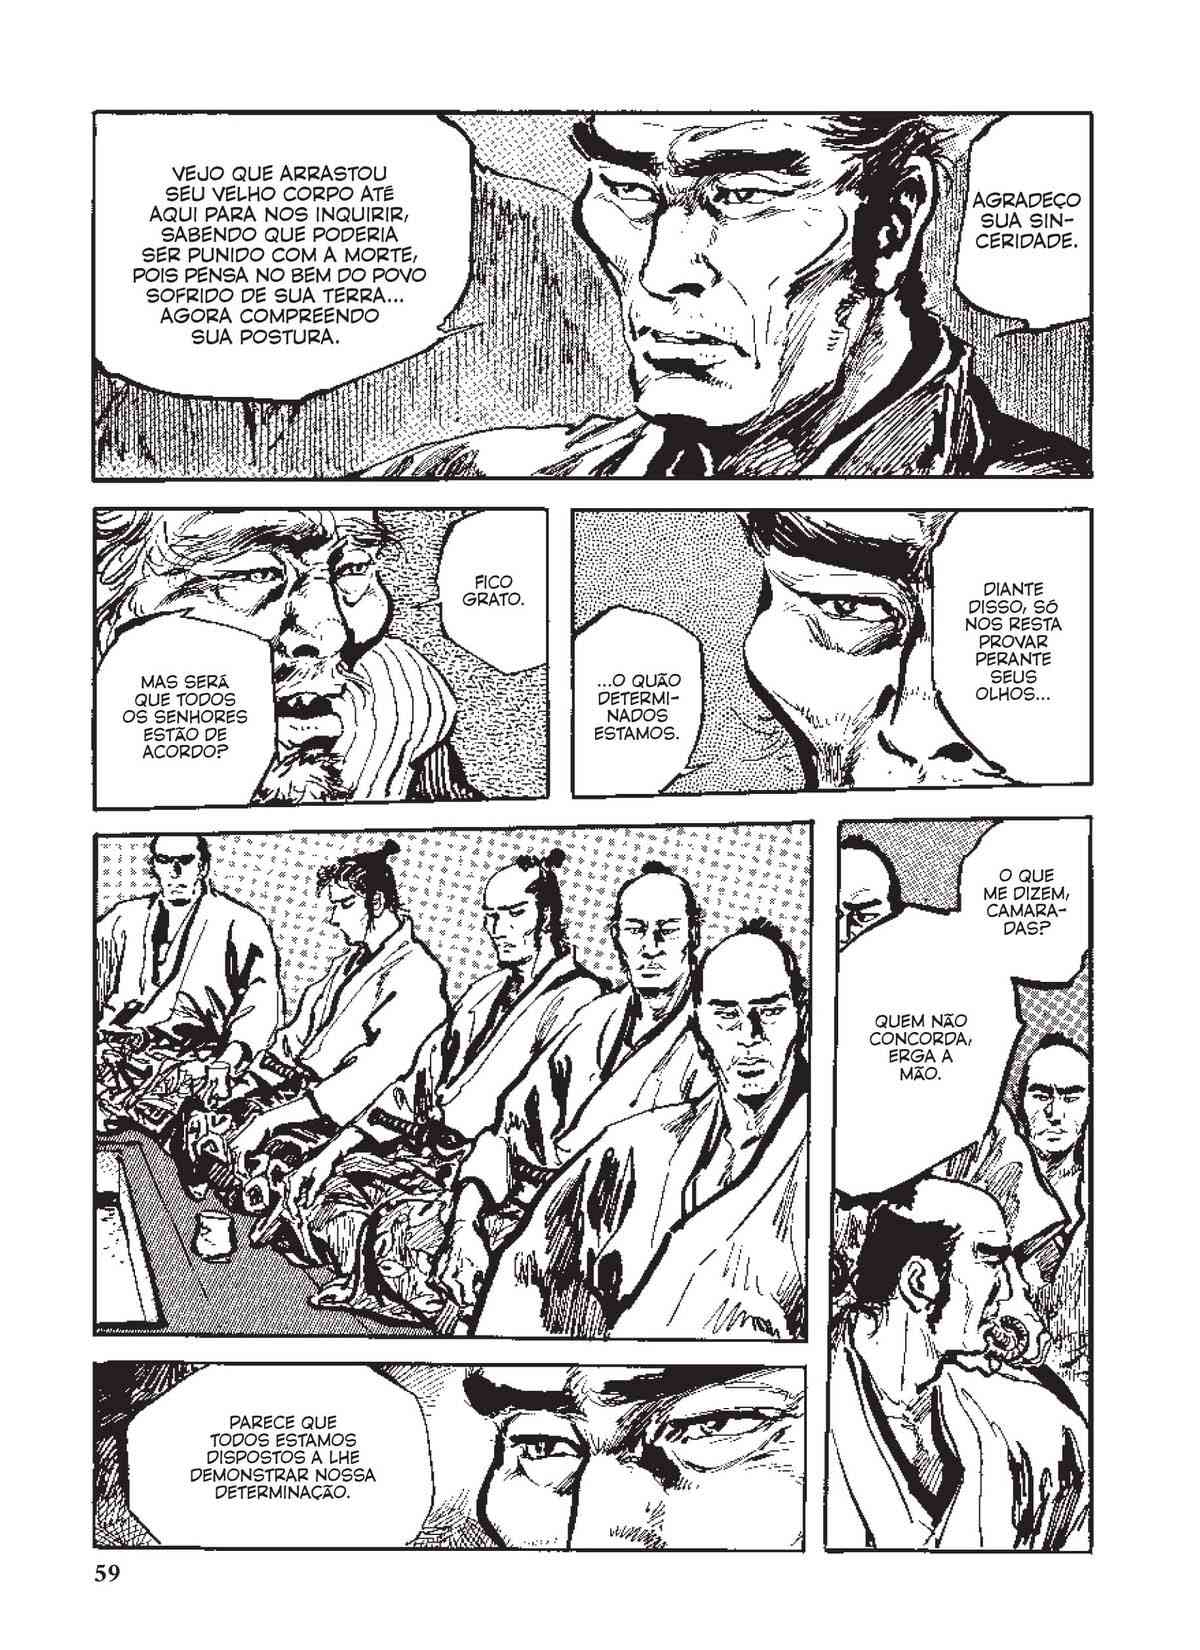 AGRADEÇO
SUA SIN-
CERIDADE.
VEJO QUE ARRASTOU
SEU VELHO CORPO ATÉ
AQUI PARA NOS INQUIRIR,
SABENDO QUE PODERIA
SER PUNIDO COM A MORTE,
POIS PENSA NO BEM DO POVO
SOFRIDO DE SUA TERRA...
AGORA COMPREENDO
SUA POSTURA.
DIANTE
DISSO, SÓ
NOS RESTA
PROVAR
PERANTE
SEUS
OLHOS...
...O QUÃO
DETERMI-
NADOS
ESTAMOS.
FICO
GRATO.
MAS SERÁ
QUE TODOS
OS SENHORES
ESTÃO DE
ACORDO?
O QUE
ME DIZEM,
CAMARA-
DAS?
QUEM NÃO
CONCORDA,
ERGA A
MÃO.
PARECE QUE
TODOS ESTAMOS
DISPOSTOS A LHE
DEMONSTRAR NOSSA
DETERMINAÇÃO.
59